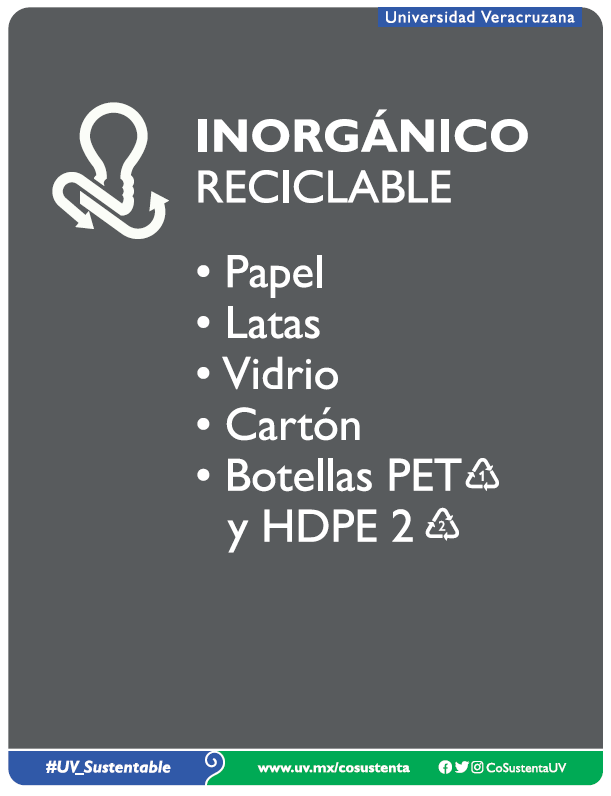 Universidad Veracruzana
INORGÁNICO
RECICLABLE
• Papel
• Latas
• Vidrio
• Cartón
• Botellas PET 1
y HDPE 2 2
#UV_Sustentable
www.uv.mx/cosustenta
CoSustentaUV